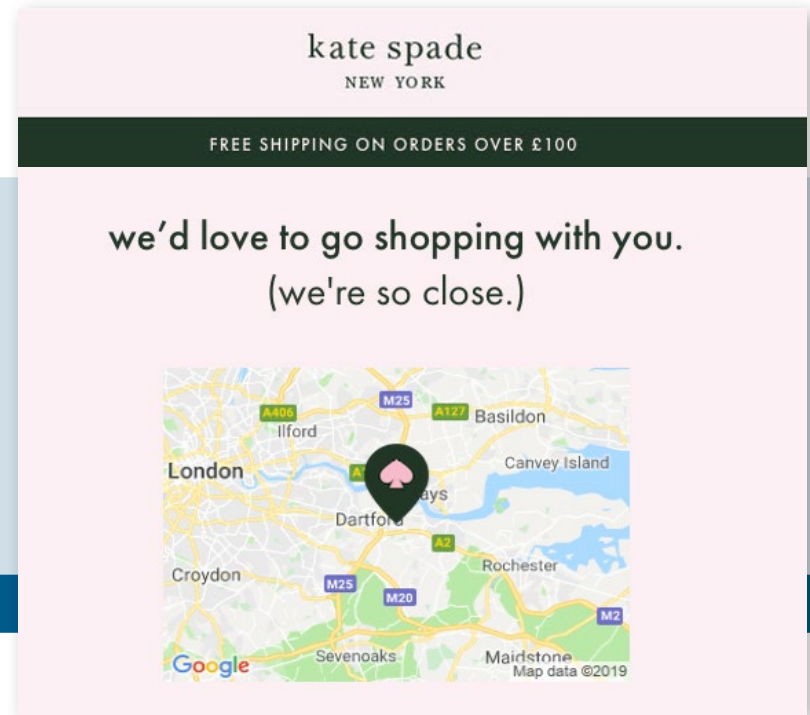 kate spade
NEW YORK
FREE SHIPPING ON ORDERS OVER £100
we’d love to go shopping with you.
(we're so close.)
M25
A406
A127
Basildon
Ilford
London
Canvey Island
Dartford
A2
Croydon
Rochester
M25
M20
M2
Google
Sevenoaks
Maidstone
Map data ©2019